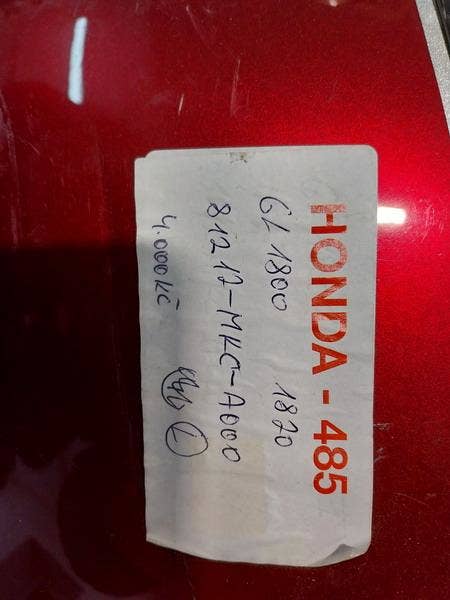 HONDA - 485
GL 1800 1820
81217-MKC-A000
4.000 Kč L